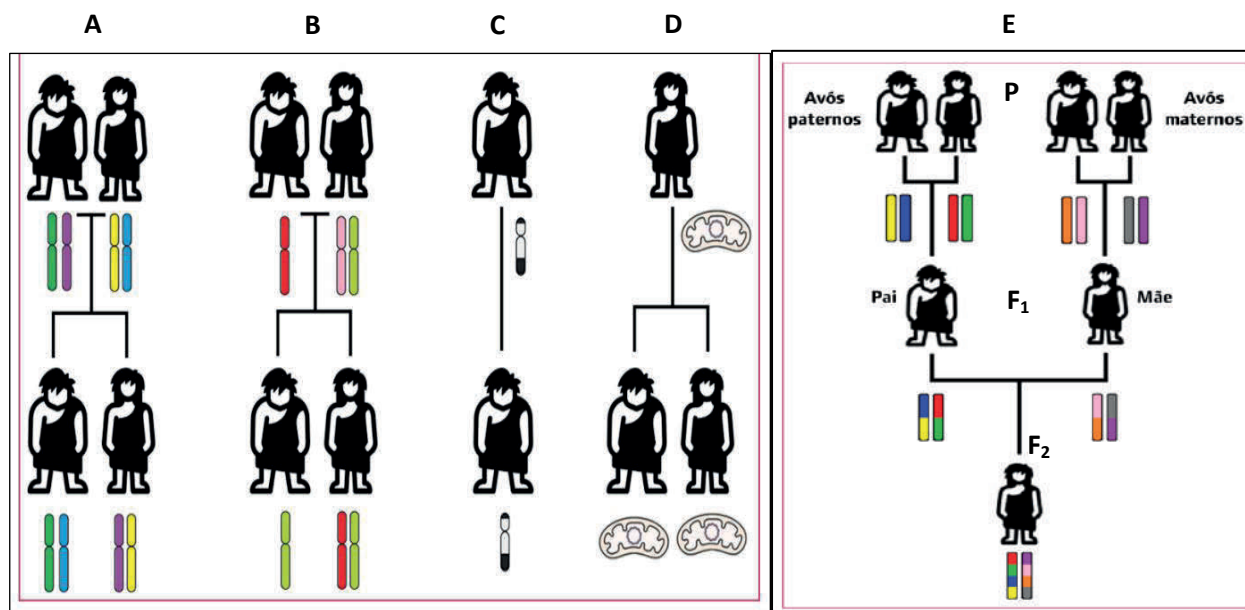 A B C D E
Avós
paternos
P
Avós
maternos
Pai
F₁
Mãe
F₂